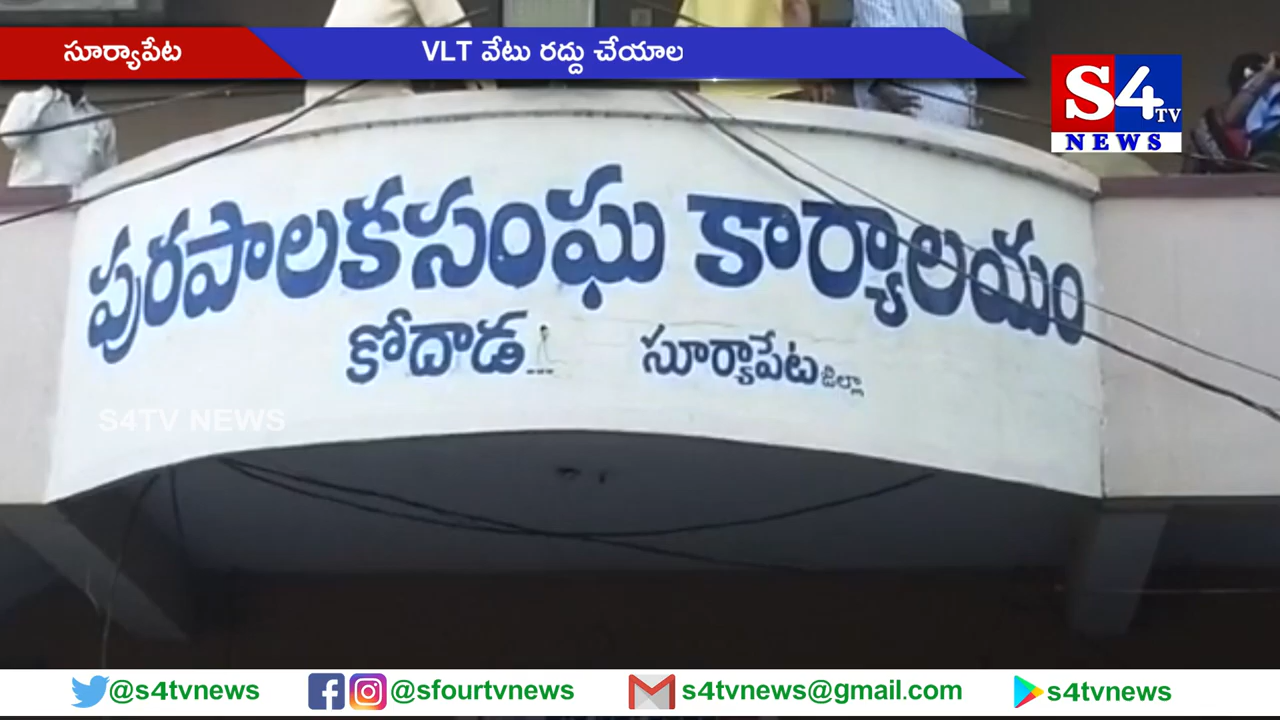 సూర్యాపేట
VLT వేటు రద్దు చేయాల
S4 TV
NEWS
పురపాలకసంఘ కార్యాలయం
కోదాడ... సూర్యాపేట జిల్లా
S4TV NEWS
@s4tvnews @sfourtvnews s4tvnews@gmail.com s4tvnews